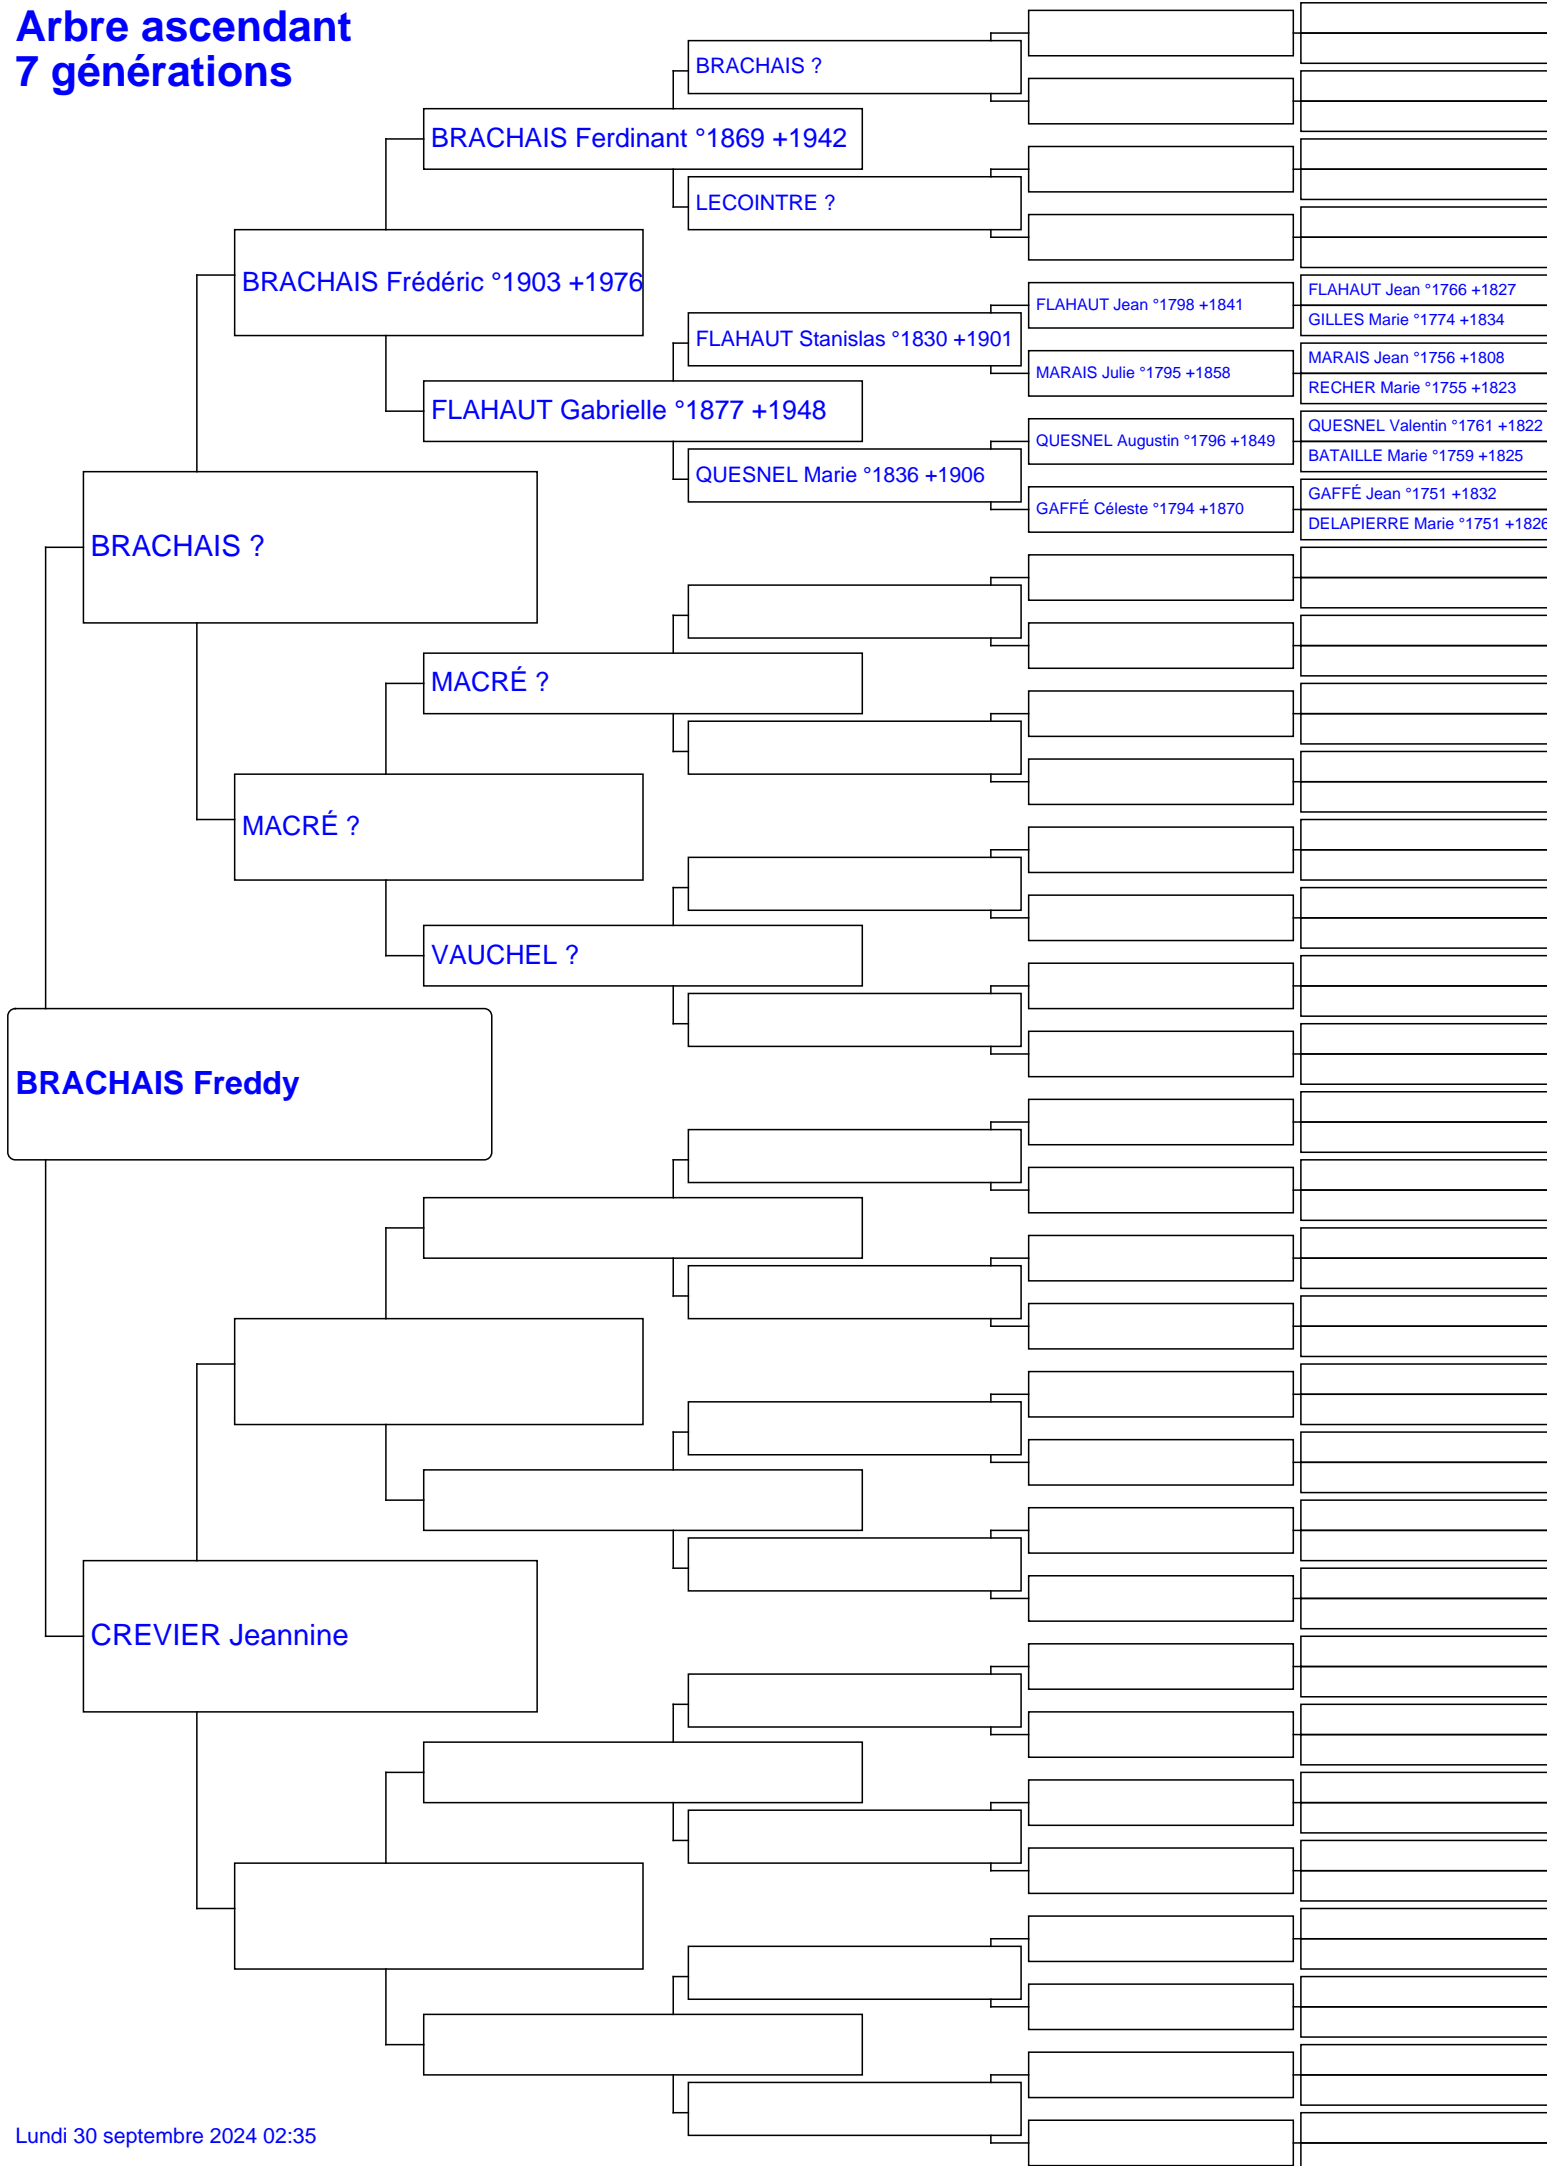 Arbre ascendant
7 générations
BRACHAIS ?
BRACHAIS Ferdinant °1869 +1942
LECOINTRE ?
BRACHAIS Frédéric °1903 +1976
FLAHAUT Jean °1766 +1827
FLAHAUT Jean °1798 +1841
GILLES Marie °1774 +1834
FLAHAUT Stanislas °1830 +1901
MARAIS Jean °1756 +1808
MARAIS Julie °1795 +1858
RECHER Marie °1755 +1823
FLAHAUT Gabrielle °1877 +1948
QUESNEL Valentin °1761 +1822
QUESNEL Augustin °1796 +1849
BATAILLE Marie °1759 +1825
QUESNEL Marie °1836 +1906
GAFFÉ Jean °1751 +1832
GAFFÉ Céleste °1794 +1870
DELAPIERRE Marie °1751 +1826
BRACHAIS ?
MACRÉ ?
MACRÉ ?
VAUCHEL ?
BRACHAIS Freddy
CREVIER Jeannine
Lundi 30 septembre 2024 02:35